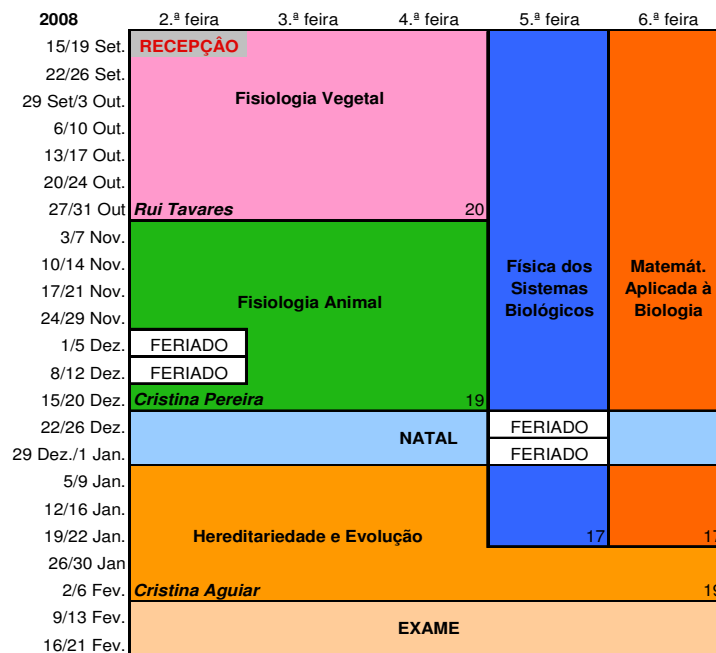 2008 2.ª feira 3.ª feira 4.ª feira 5.ª feira 6.ª feira
15/19 Set. RECEPÇÂO
22/26 Set.
29 Set/3 Out. Fisiologia Vegetal
6/10 Out.
13/17 Out.
20/24 Out.
27/31 Out Rui Tavares 20
3/7 Nov.
10/14 Nov. Física dos Matemát.
17/21 Nov. Fisiologia Animal Sistemas Aplicada à
24/29 Nov. Biológicos Biologia
1/5 Dez. FERIADO
8/12 Dez. FERIADO
15/20 Dez. Cristina Pereira 19
22/26 Dez. NATAL FERIADO
29 Dez./1 Jan. FERIADO
5/9 Jan.
12/16 Jan.
19/22 Jan. Hereditariedade e Evolução 17 17
26/30 Jan
2/6 Fev. Cristina Aguiar 19
9/13 Fev. EXAME
16/21 Fev.